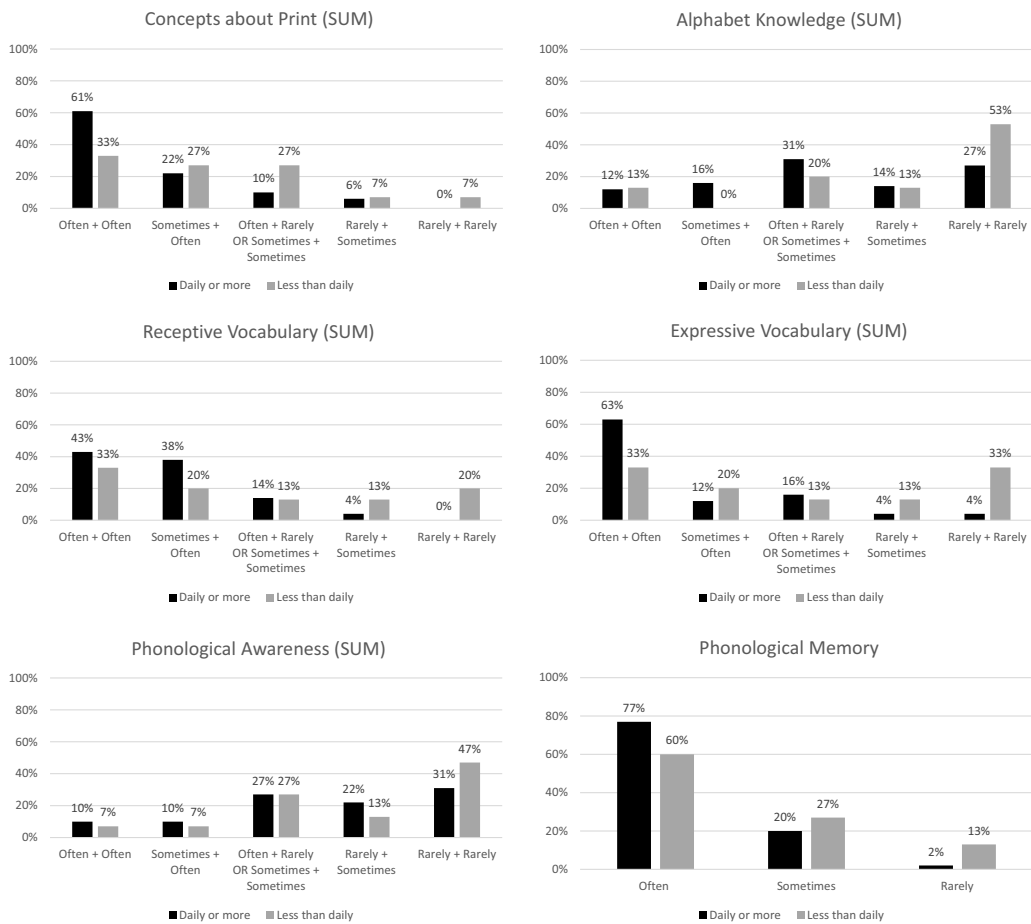 Concepts about Print (SUM)
100%
80%
60%
40%
20%
0%
61%
33%
22%
27%
10%
27%
6%
7%
0%
7%
Often + Often
Sometimes +
Often
Often + Rarely
OR Sometimes +
Sometimes
Rarely +
Sometimes
Rarely + Rarely
Daily or more
Less than daily
Alphabet Knowledge (SUM)
100%
80%
60%
40%
20%
0%
12%
13%
16%
0%
31%
20%
14%
13%
27%
53%
Often + Often
Sometimes +
Often
Often + Rarely
OR Sometimes +
Sometimes
Rarely +
Sometimes
Rarely + Rarely
Daily or more
Less than daily
Receptive Vocabulary (SUM)
100%
80%
60%
40%
20%
0%
43%
33%
38%
20%
14%
13%
4%
13%
0%
20%
Often + Often
Sometimes +
Often
Often + Rarely
OR Sometimes +
Sometimes
Rarely +
Sometimes
Rarely + Rarely
Daily or more
Less than daily
Expressive Vocabulary (SUM)
100%
80%
60%
40%
20%
0%
63%
33%
12%
20%
16%
13%
4%
13%
4%
33%
Often + Often
Sometimes +
Often
Often + Rarely
OR Sometimes +
Sometimes
Rarely +
Sometimes
Rarely + Rarely
Daily or more
Less than daily
Phonological Awareness (SUM)
100%
80%
60%
40%
20%
0%
10%
7%
10%
7%
27%
27%
22%
13%
31%
47%
Often + Often
Sometimes +
Often
Often + Rarely
OR Sometimes +
Sometimes
Rarely +
Sometimes
Rarely + Rarely
Daily or more
Less than daily
Phonological Memory
100%
80%
60%
40%
20%
0%
77%
60%
20%
27%
2%
13%
Often
Sometimes
Rarely
Daily or more
Less than daily